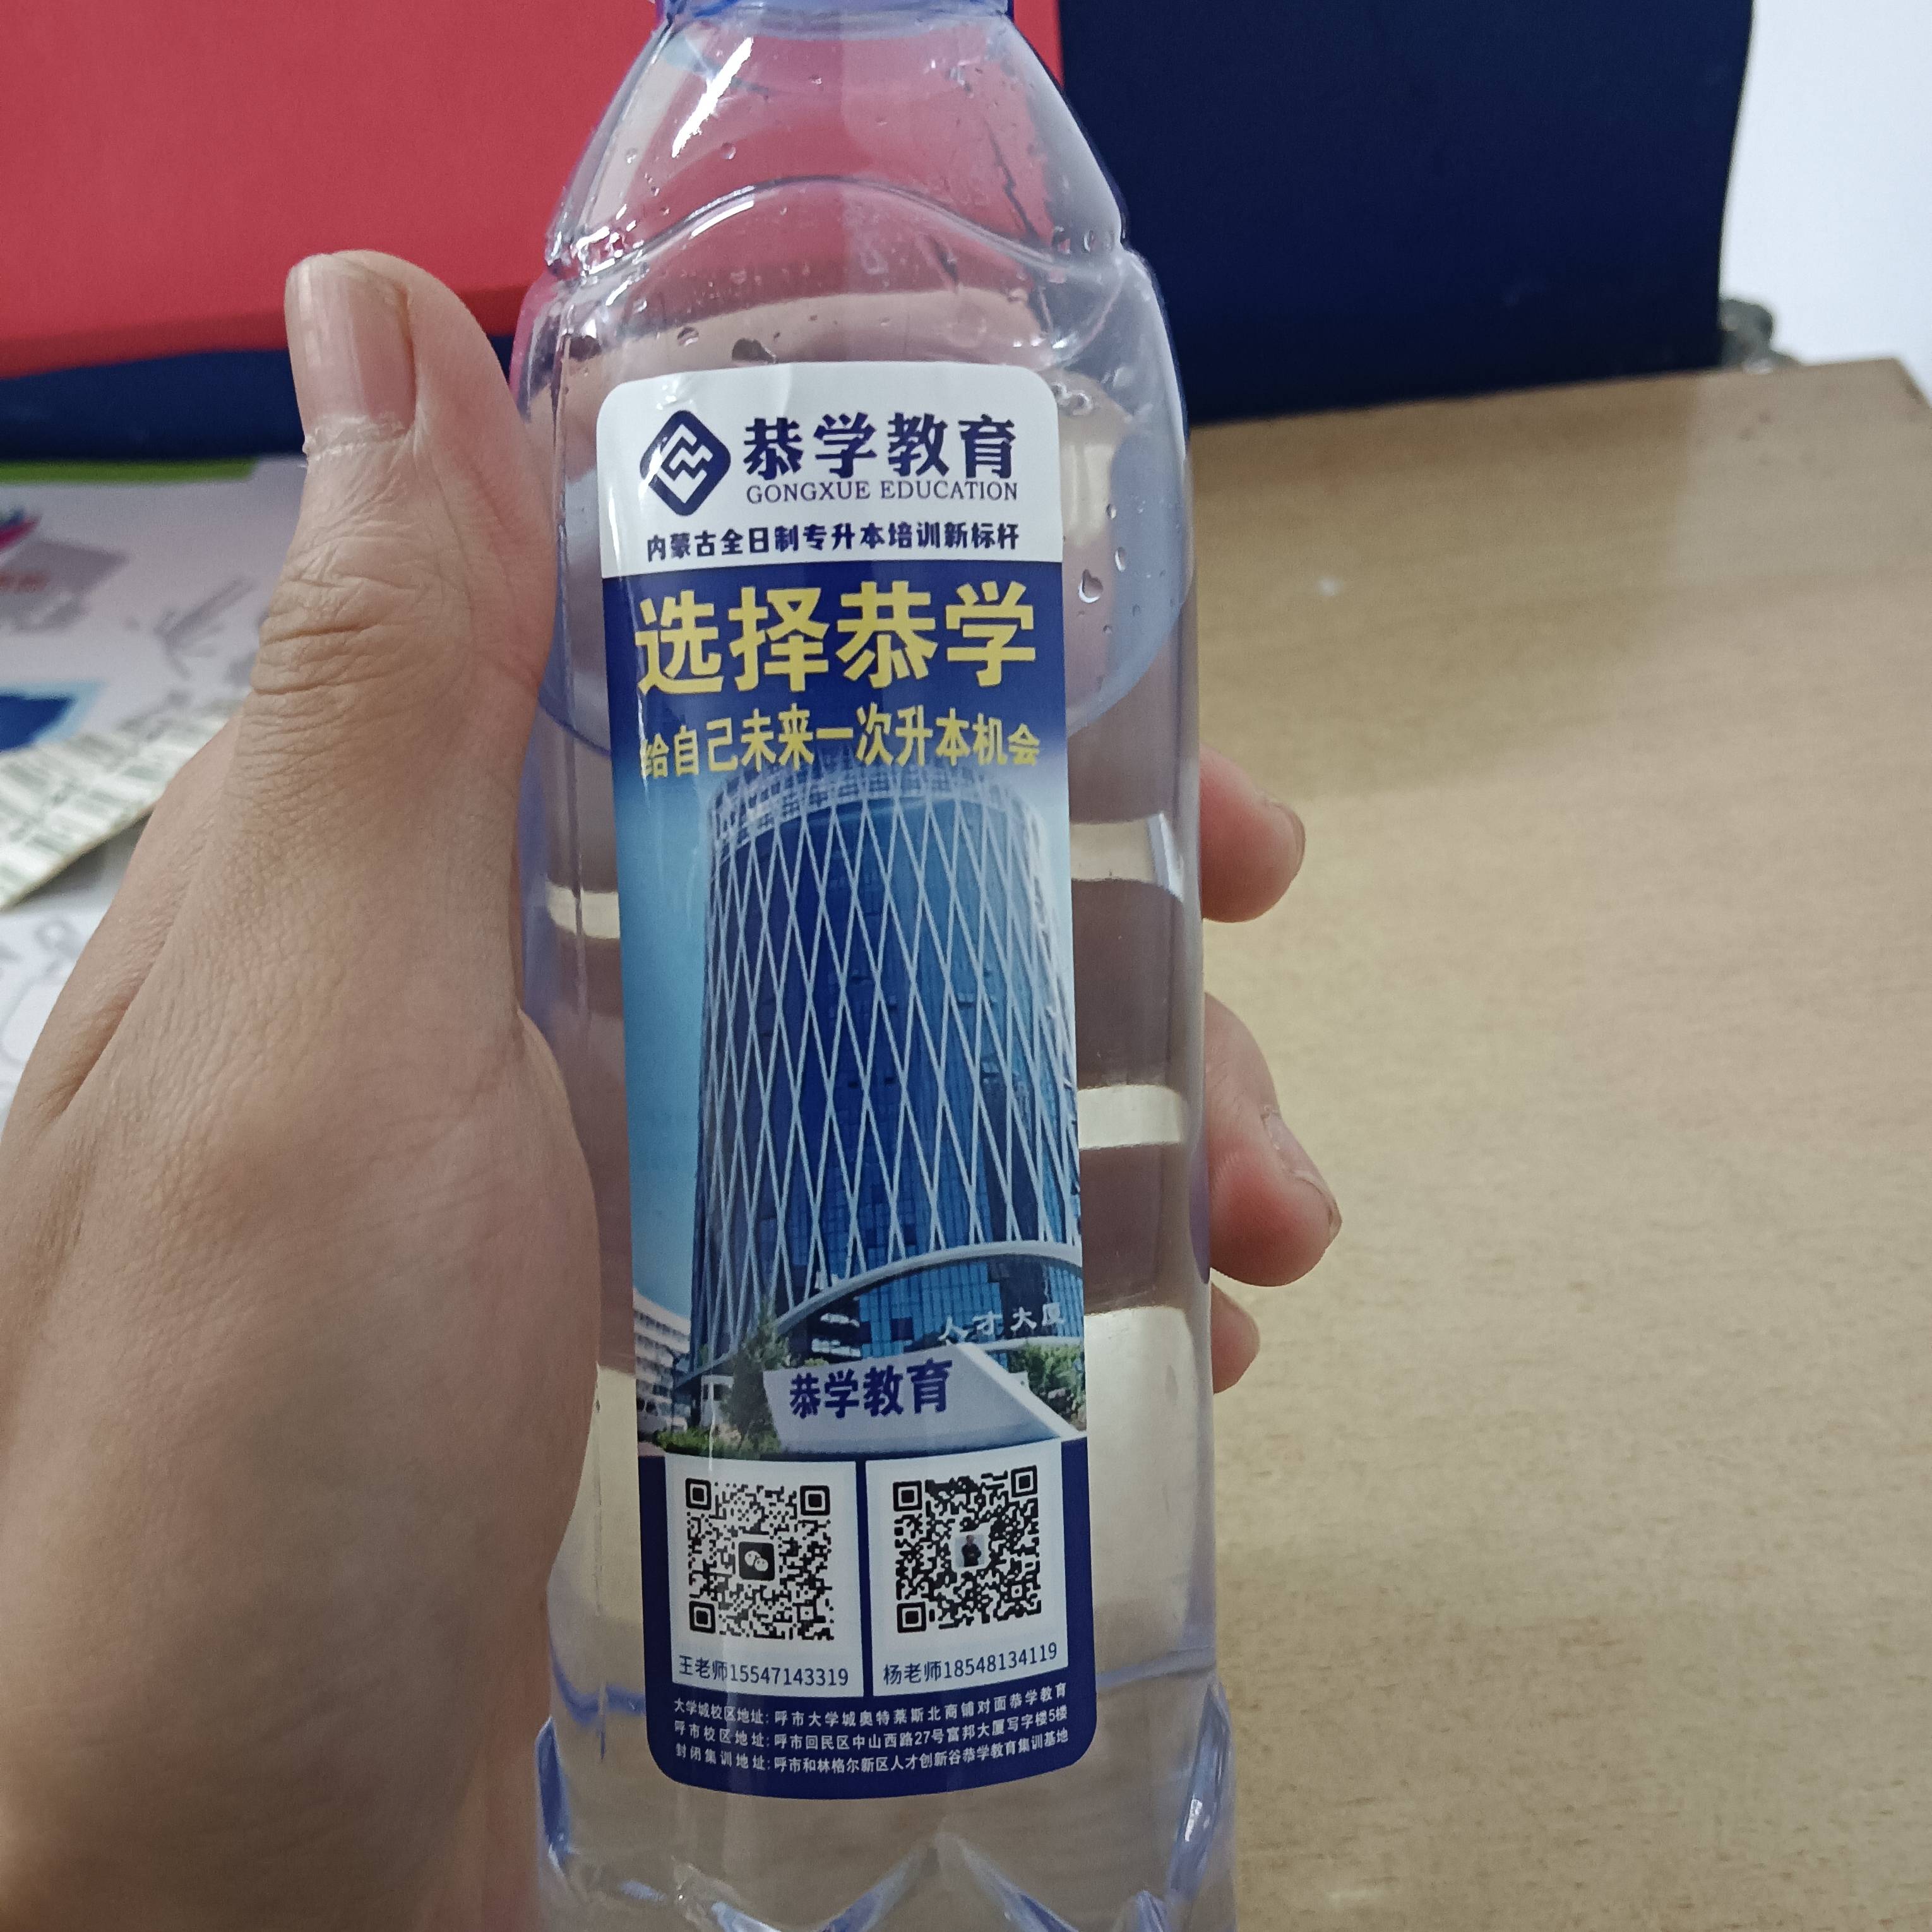 恭学教育
GONGXUE EDUCATION
内蒙古全日制专升本培训新标杆
选择恭学
给自己未来一次升本机会
人才大厦
恭学教育
王老师15547143319
杨老师18548134119
大学城校区地址：呼市大学城奥特莱斯北商铺对面恭学教育
呼市校区地址：呼市回民区中山西路27号富邦大厦写字楼5楼
封闭集训地址：呼市和林格尔新区人才创新谷恭学教育集训基地